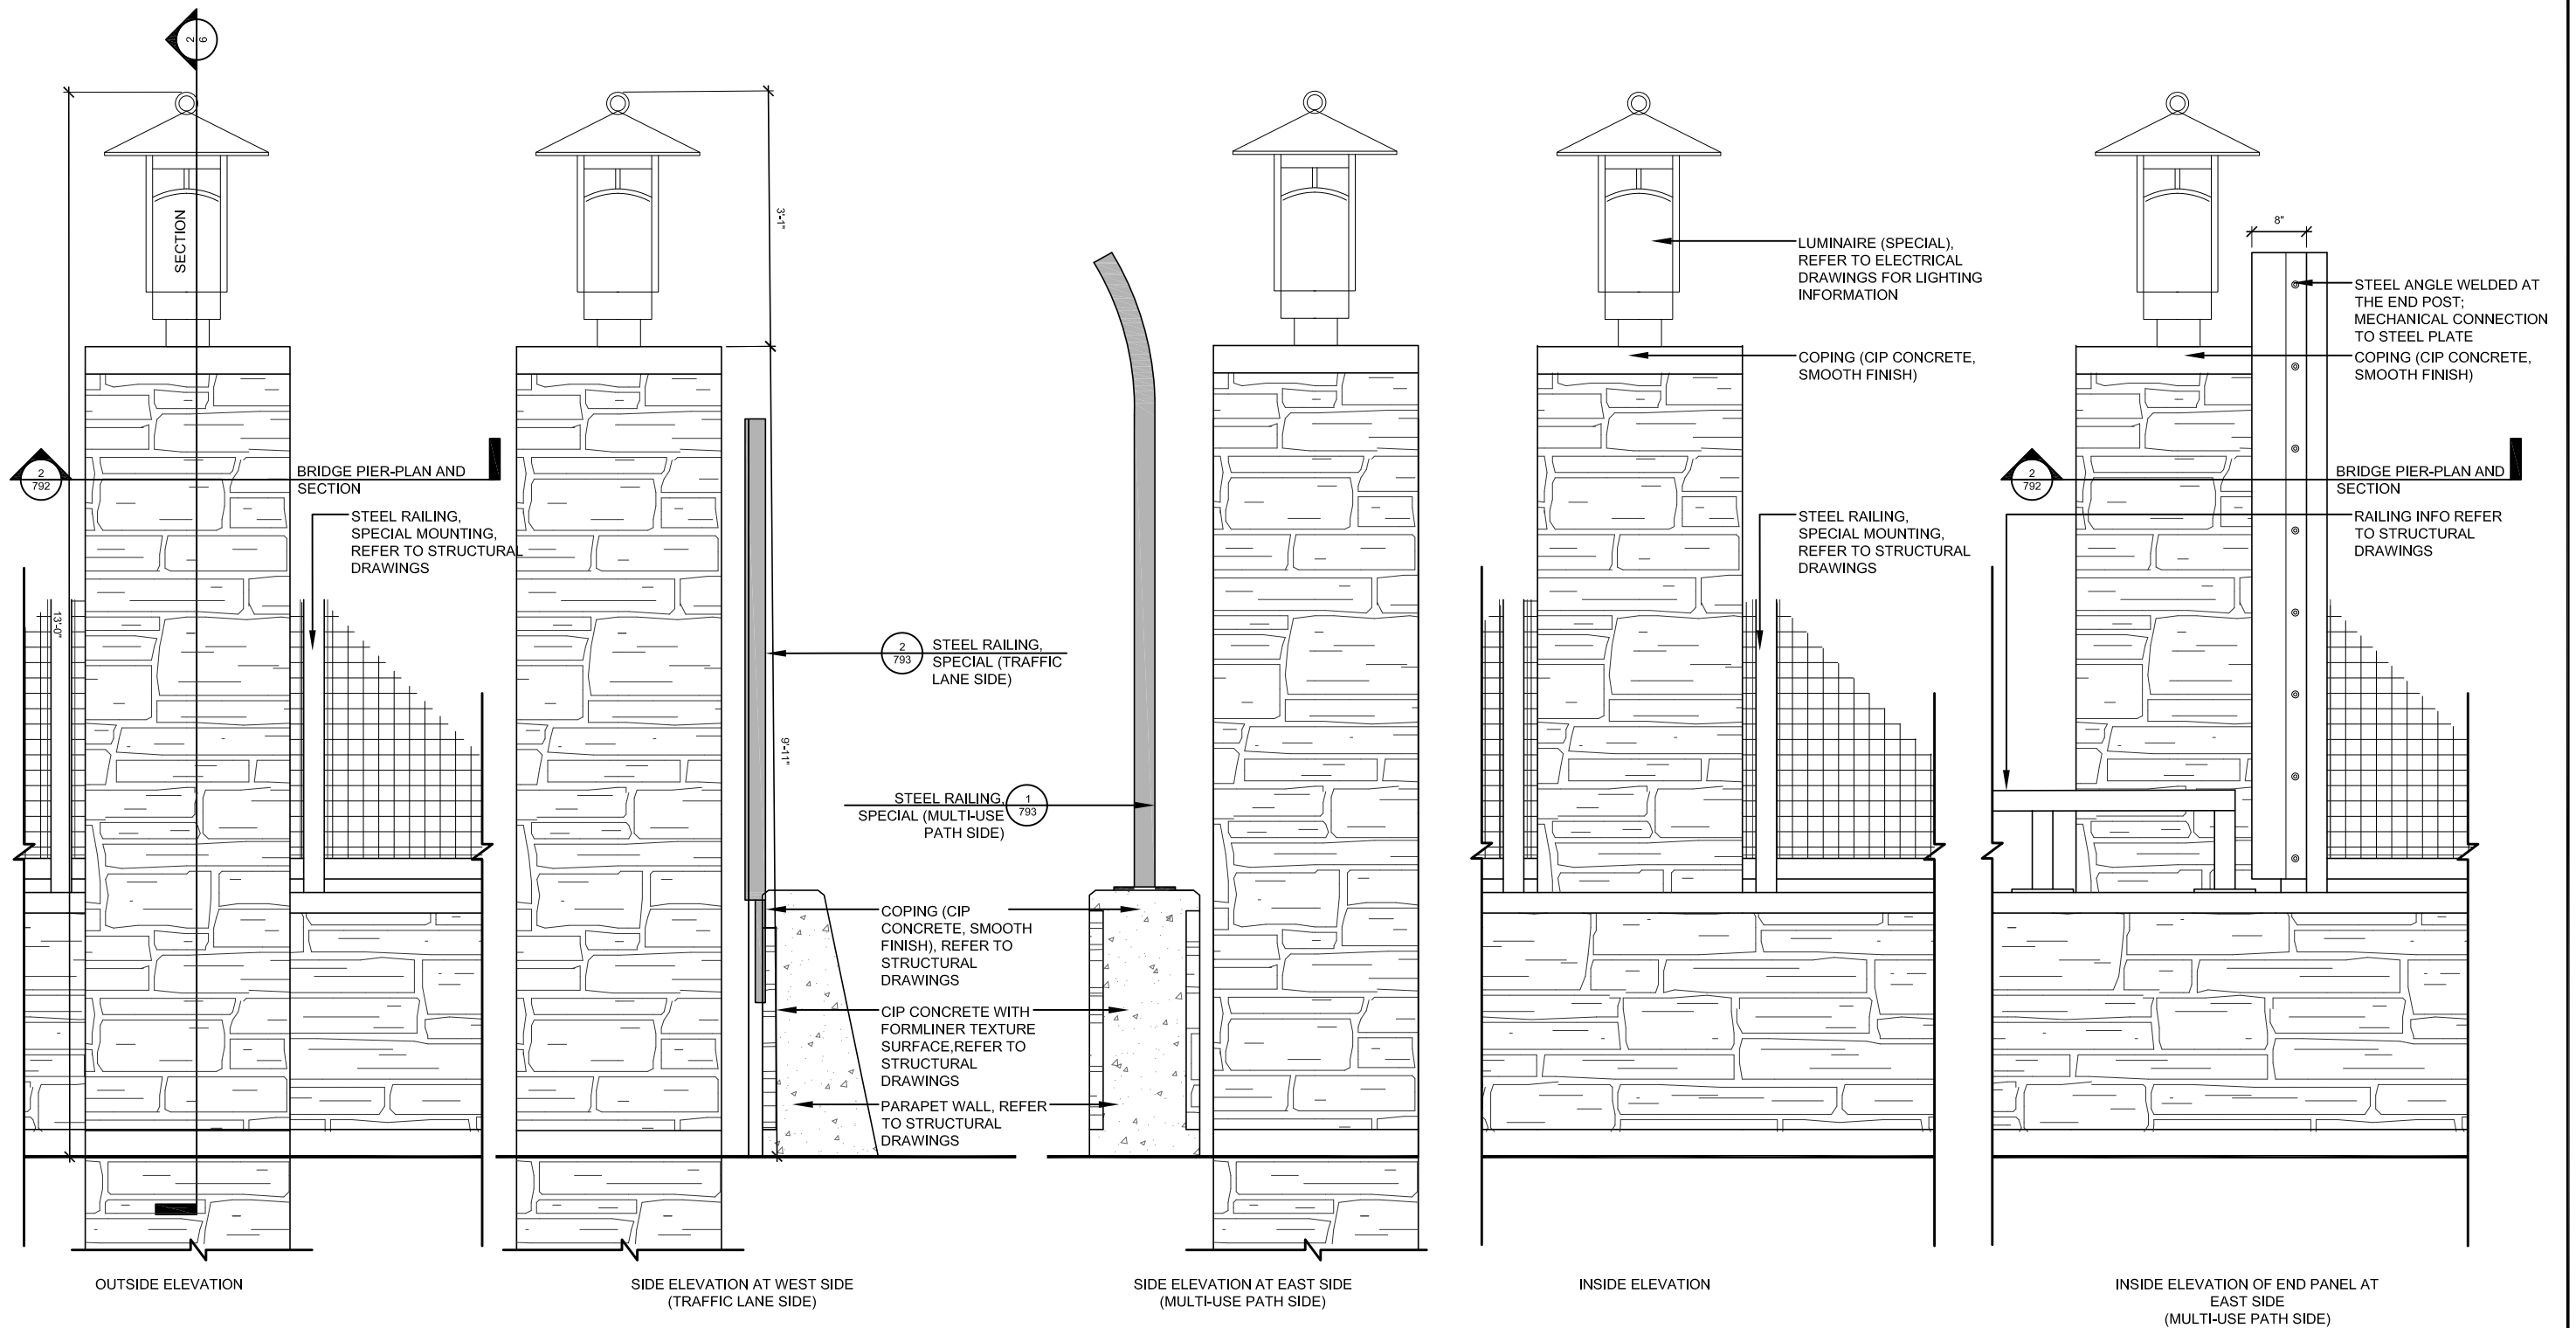 2 6
SECTION
13'-0"
2
792
BRIDGE PIER-PLAN AND
SECTION
STEEL RAILING,
SPECIAL MOUNTING,
REFER TO STRUCTURAL
DRAWINGS
OUTSIDE ELEVATION
3'-1"
9'-11"
2
793
STEEL RAILING,
SPECIAL (TRAFFIC
LANE SIDE)
STEEL RAILING,
SPECIAL (MULTI-USE
PATH SIDE)
1
793
COPING (CIP
CONCRETE, SMOOTH
FINISH), REFER TO
STRUCTURAL
DRAWINGS
CIP CONCRETE WITH
FORMLINER TEXTURE
SURFACE,REFER TO
STRUCTURAL
DRAWINGS
PARAPET WALL, REFER
TO STRUCTURAL
DRAWINGS
SIDE ELEVATION AT WEST SIDE
(TRAFFIC LANE SIDE)
SIDE ELEVATION AT EAST SIDE
(MULTI-USE PATH SIDE)
LUMINAIRE (SPECIAL),
REFER TO ELECTRICAL
DRAWINGS FOR LIGHTING
INFORMATION
COPING (CIP CONCRETE,
SMOOTH FINISH)
STEEL RAILING,
SPECIAL MOUNTING,
REFER TO STRUCTURAL
DRAWINGS
INSIDE ELEVATION
8"
STEEL ANGLE WELDED AT
THE END POST;
MECHANICAL CONNECTION
TO STEEL PLATE
COPING (CIP CONCRETE,
SMOOTH FINISH)
2
792
BRIDGE PIER-PLAN AND
SECTION
RAILING INFO REFER
TO STRUCTURAL
DRAWINGS
INSIDE ELEVATION OF END PANEL AT
EAST SIDE
(MULTI-USE PATH SIDE)